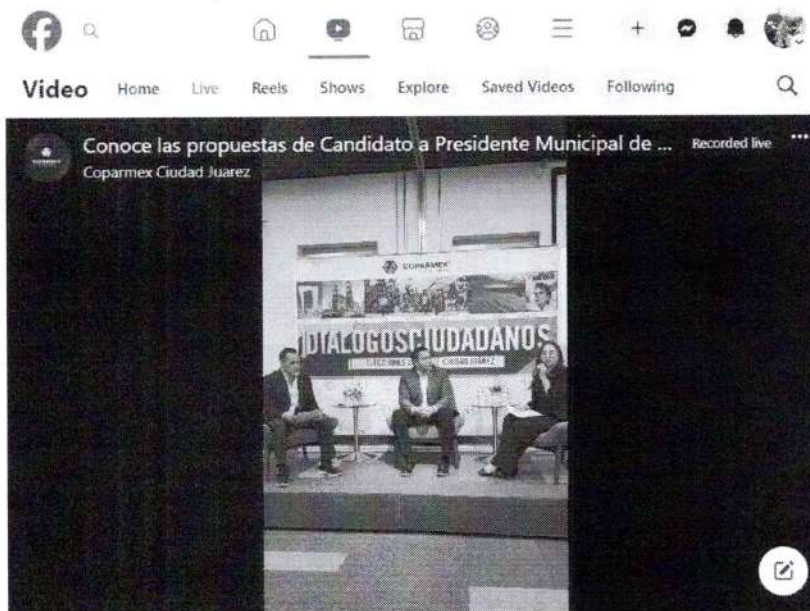 Video Home Live Reels Shows Explore Saved Videos Following
Conoce las propuestas de Candidato a Presidente Municipal de ... Recorded live
Coparmex Ciudad Juarez
COPARMEX
DIALOGOSCIUDADANOS
CIUDAD JUÁREZ